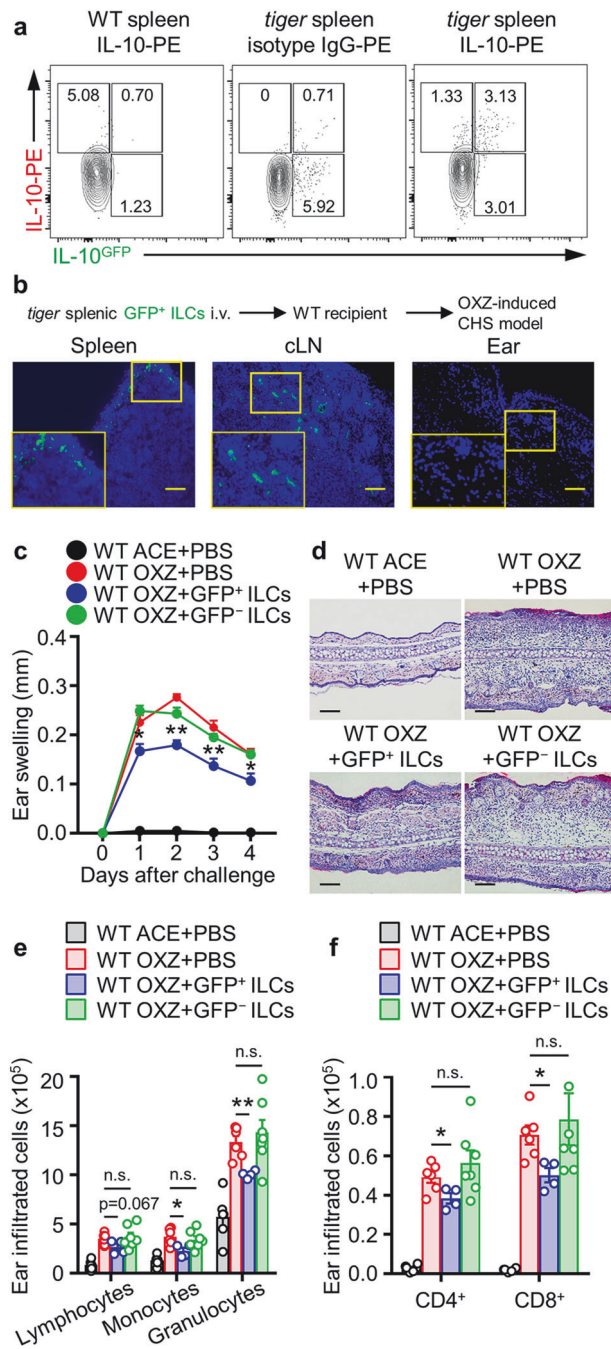 a
WT spleen
IL-10-PE
tiger spleen
isotype IgG-PE
tiger spleen
IL-10-PE
5.08
0.70
1.23
0
0.71
5.92
1.33
3.13
3.01
IL-10-PE
IL-10GFP
b
tiger splenic GFP+ ILCs i.v.
WT recipient
OXZ-induced
CHS model
Spleen
cLN
Ear
c
WT ACE+PBS
WT OXZ+PBS
WT OXZ+GFP+ ILCs
WT OXZ+GFP− ILCs
Ear swelling (mm)
0.4
0.3
0.2
0.1
0.0
*
**
**
*
0 1 2 3 4
Days after challenge
d
WT ACE
+PBS
WT OXZ
+PBS
WT OXZ
+GFP+ ILCs
WT OXZ
+GFP− ILCs
e
WT ACE+PBS
WT OXZ+PBS
WT OXZ+GFP+ ILCs
WT OXZ+GFP− ILCs
Ear infiltrated cells (x10⁵)
20
15
10
5
0
n.s.
p=0.067
n.s.
*
n.s.
**
Lymphocytes
Monocytes
Granulocytes
f
WT ACE+PBS
WT OXZ+PBS
WT OXZ+GFP+ ILCs
WT OXZ+GFP− ILCs
Ear infiltrated cells (x10⁵)
1.0
0.8
0.6
0.4
0.2
0.0
n.s.
*
n.s.
*
CD4+
CD8+